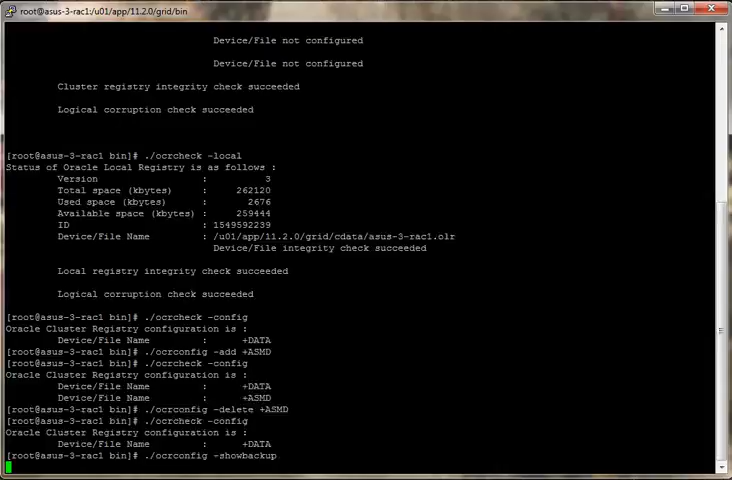 root@asus-3-rac1:/u01/app/11.2.0/grid/bin
Device/File not configured
Device/File not configured
Cluster registry integrity check succeeded
Logical corruption check succeeded
[root@asus-3-rac1 bin]# ./ocrcheck -local
Status of Oracle Local Registry is as follows :
Version : 3
Total space (kbytes) : 262120
Used space (kbytes) : 2676
Available space (kbytes) : 259444
ID : 1549592239
Device/File Name : /u01/app/11.2.0/grid/cdata/asus-3-rac1.olr
Device/File integrity check succeeded
Local registry integrity check succeeded
Logical corruption check succeeded
[root@asus-3-rac1 bin]# ./ocrcheck -config
Oracle Cluster Registry configuration is :
Device/File Name : +DATA
[root@asus-3-rac1 bin]# ./ocrconfig -add +ASMD
[root@asus-3-rac1 bin]# ./ocrcheck -config
Oracle Cluster Registry configuration is :
Device/File Name : +DATA
Device/File Name : +ASMD
[root@asus-3-rac1 bin]# ./ocrconfig -delete +ASMD
[root@asus-3-rac1 bin]# ./ocrcheck -config
Oracle Cluster Registry configuration is :
Device/File Name : +DATA
[root@asus-3-rac1 bin]# ./ocrconfig -showbackup